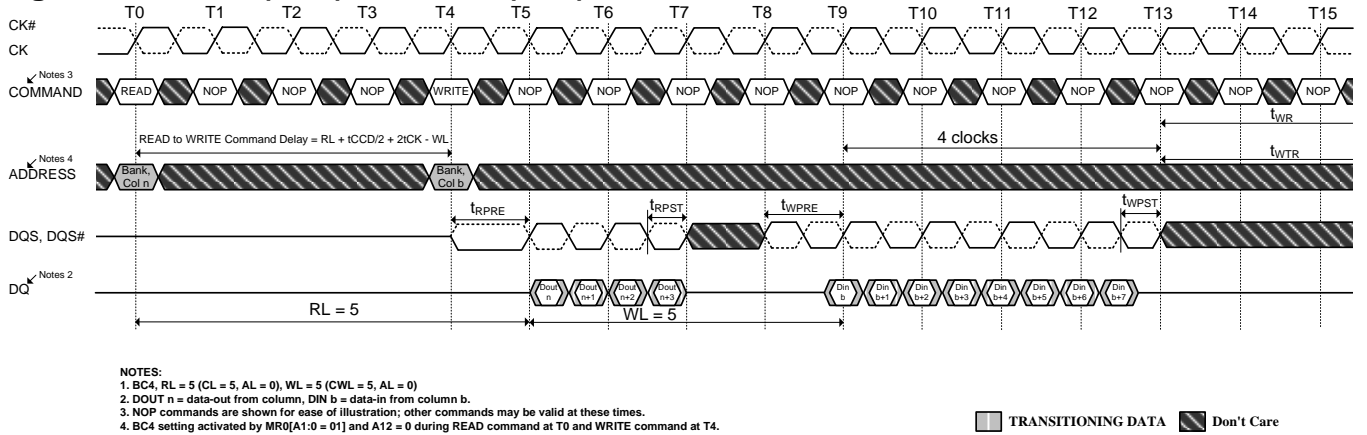 T0 T1 T2 T3 T4 T5 T6 T7 T8 T9 T10 T11 T12 T13 T14 T15
CK#
CK
Notes 3
COMMAND
READ NOP NOP NOP WRITE NOP NOP NOP NOP NOP NOP NOP NOP NOP NOP NOP
READ to WRITE Command Delay = RL + tCCD/2 + 2tCK - WL
4 clocks
tWR
tWTR
Notes 4
ADDRESS
Bank, Col n
Bank, Col b
tRPRE tRPST tWPRE tWPST
DQS, DQS#
Notes 2
DQ
Dout n Dout n+1 Dout n+2 Dout n+3 Din b Din b+1 Din b+2 Din b+3 Din b+4 Din b+5 Din b+6 Din b+7
RL = 5 WL = 5
NOTES:
1. BC4, RL = 5 (CL = 5, AL = 0), WL = 5 (CWL = 5, AL = 0)
2. DOUT n = data-out from column, DIN b = data-in from column b.
3. NOP commands are shown for ease of illustration; other commands may be valid at these times.
4. BC4 setting activated by MR0[A1:0 = 01] and A12 = 0 during READ command at T0 and WRITE command at T4.
TRANSITIONING DATA Don't Care